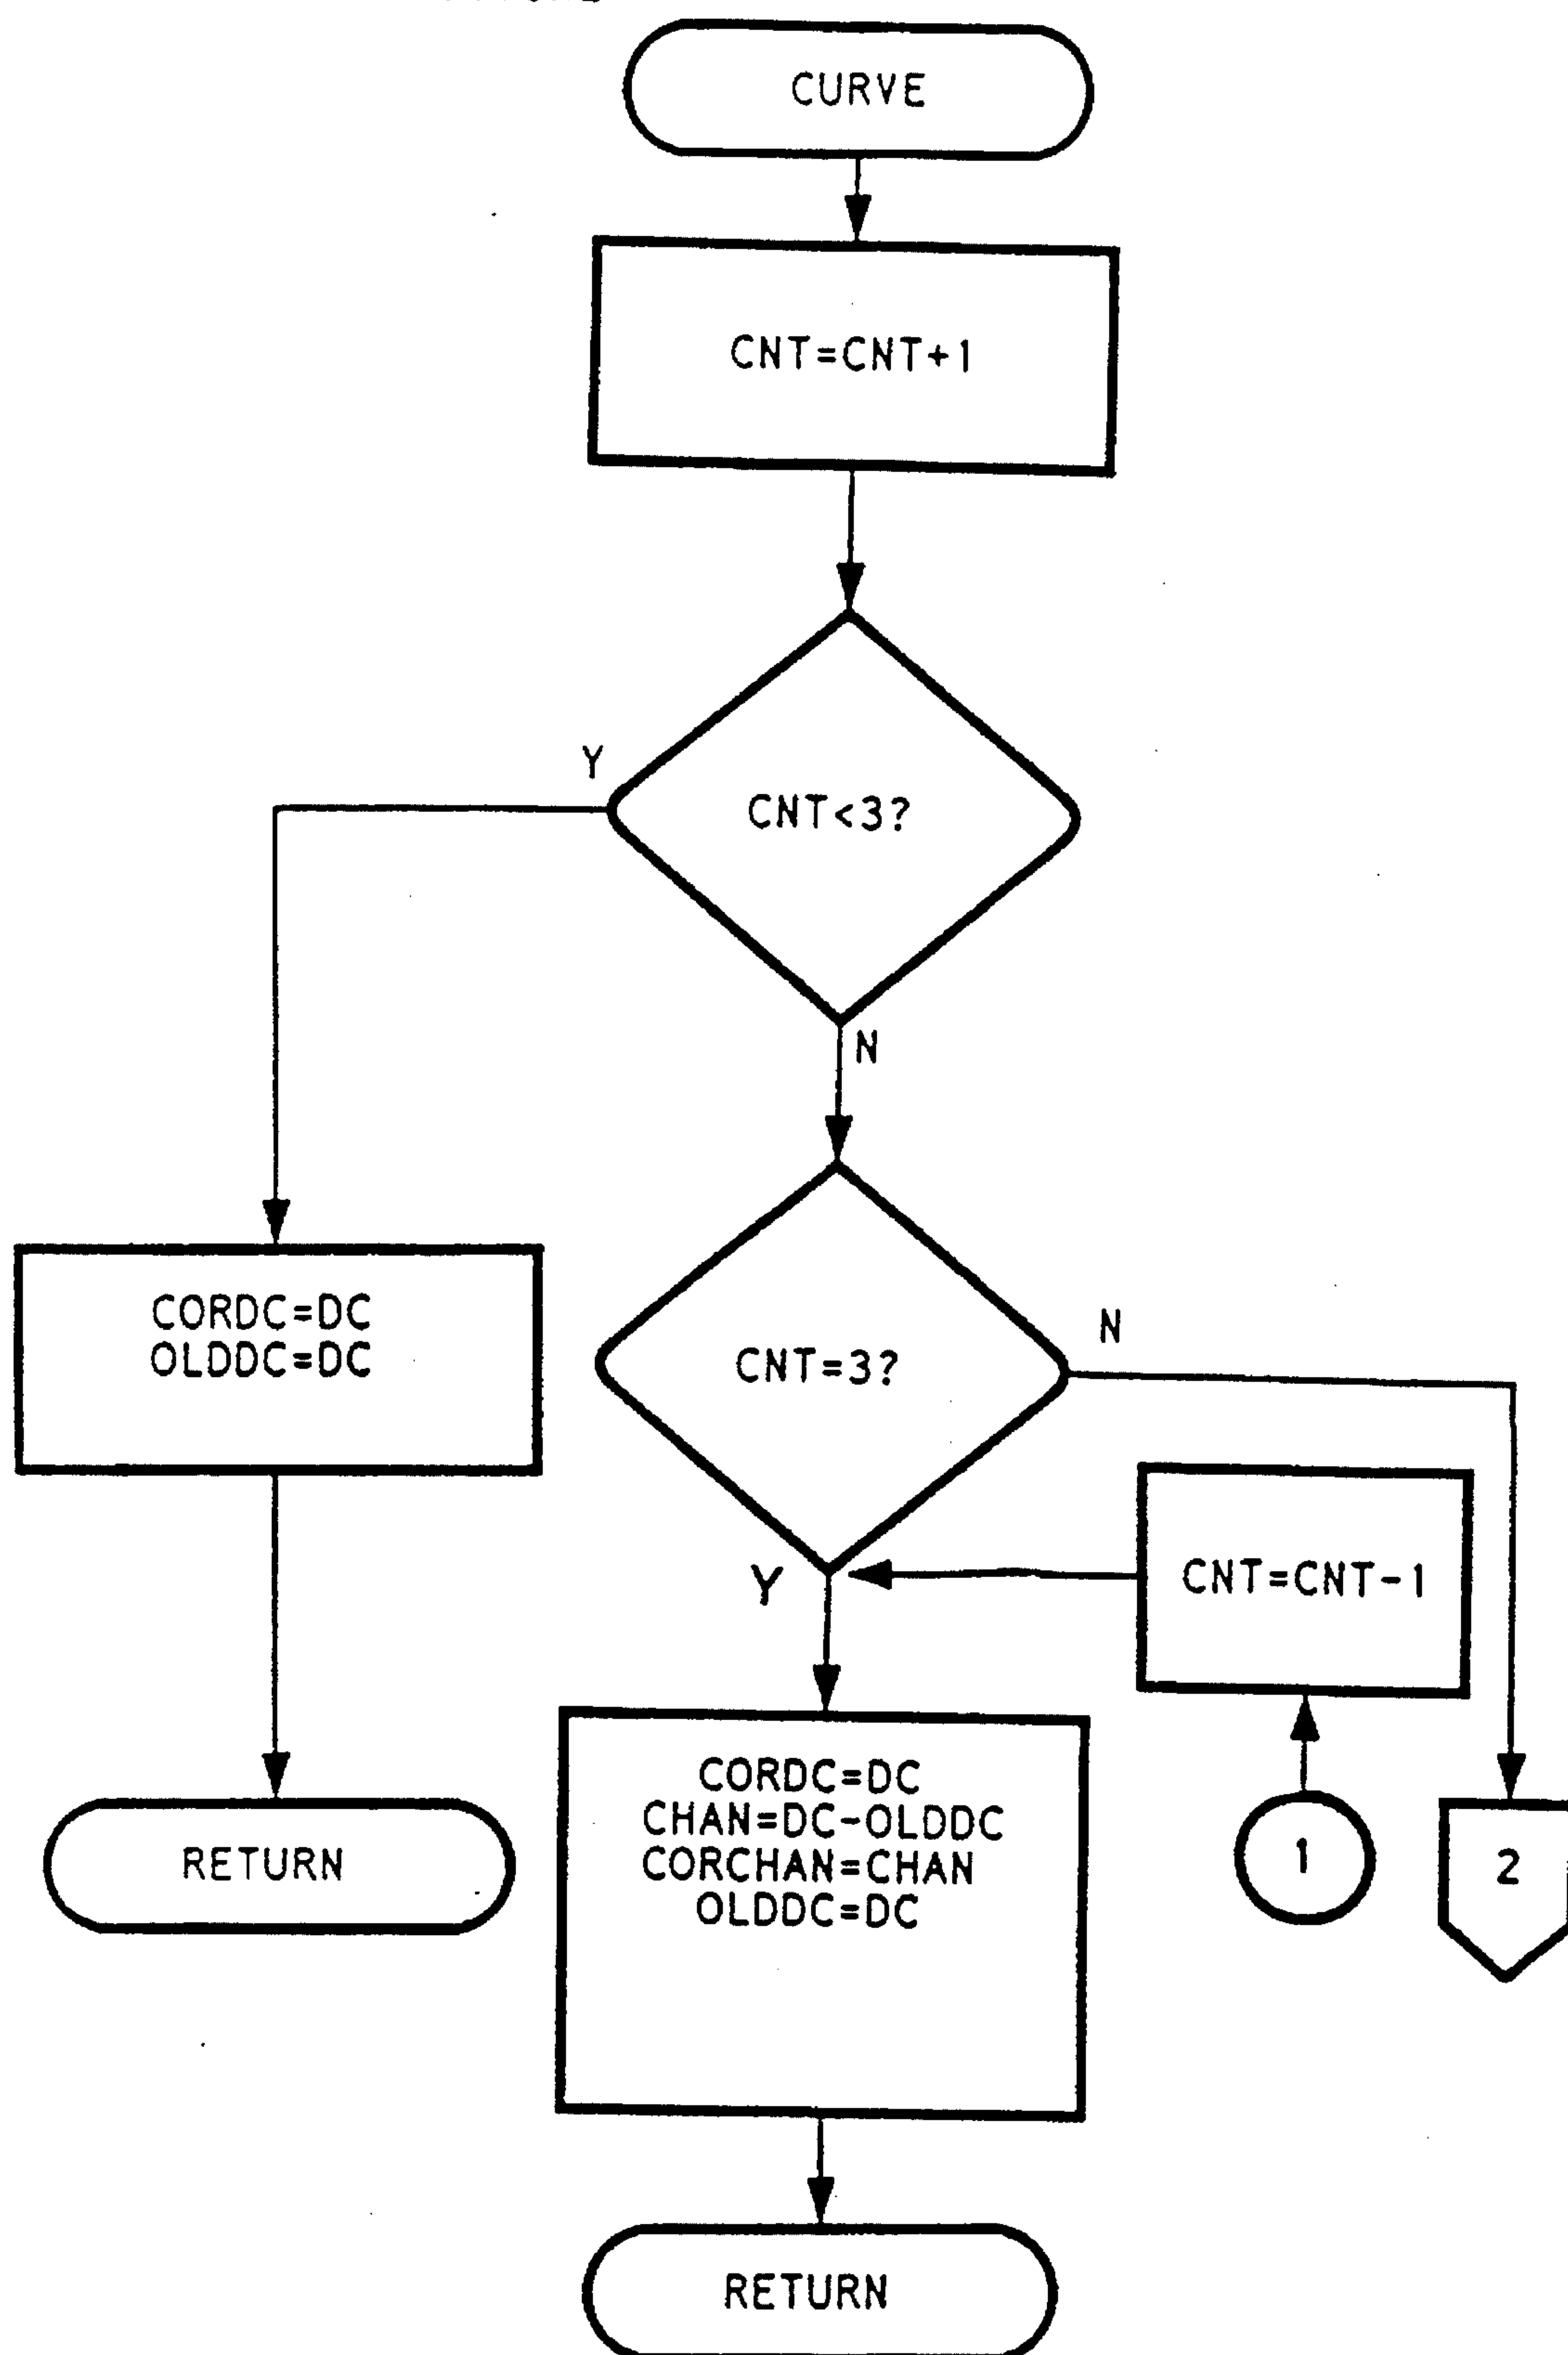 CURVE
CNT=CNT+1
Y
CNT<3?
N
CORDC=DC
OLDDC=DC
CNT=3?
N
Y
CNT=CNT-1
CORDC=DC
CHAN=DC-OLDDC
CORCHAN=CHAN
OLDDC=DC
RETURN
1
2
RETURN